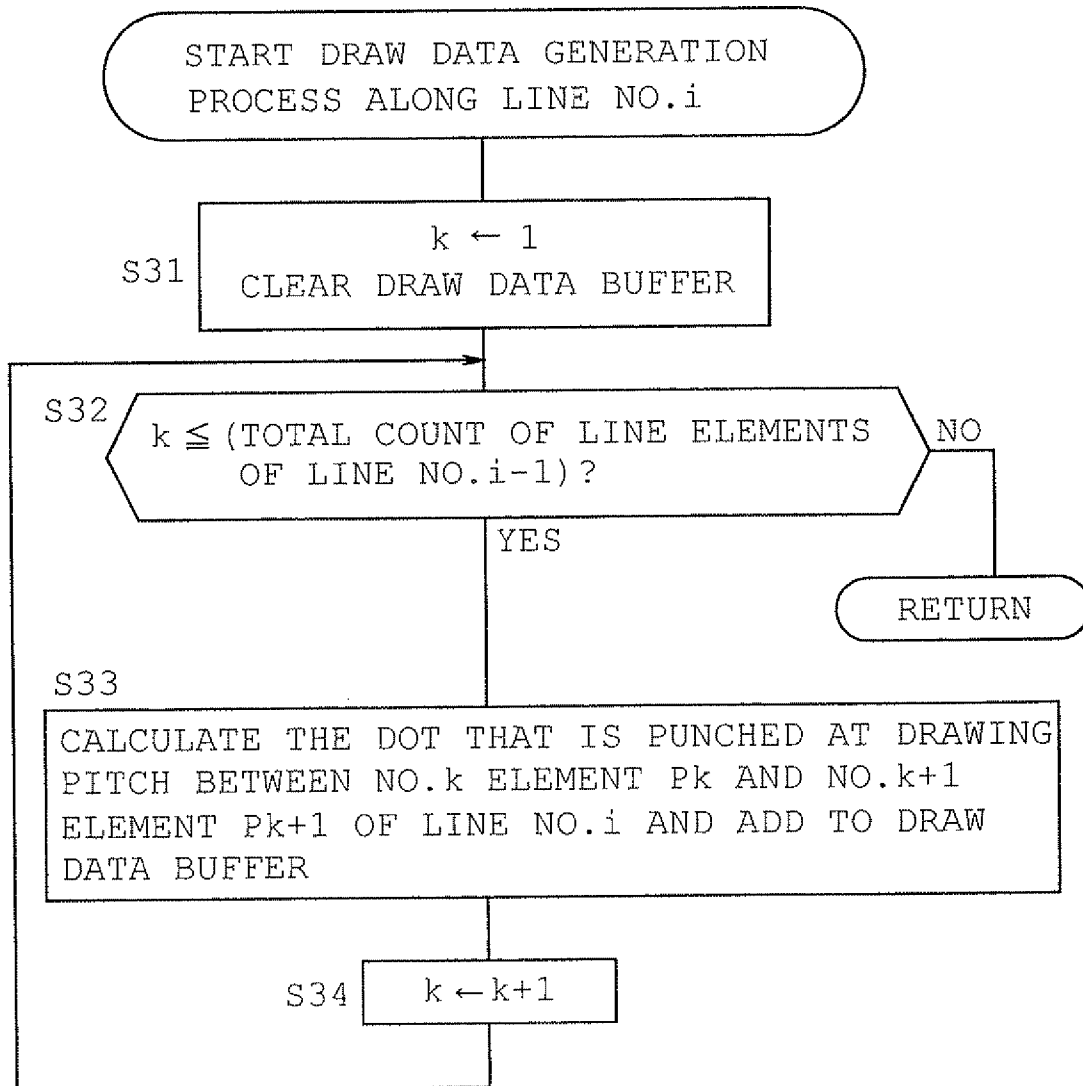 START DRAW DATA GENERATION
PROCESS ALONG LINE NO.i
S31
k ← 1
CLEAR DRAW DATA BUFFER
S32
k ≦ (TOTAL COUNT OF LINE ELEMENTS
OF LINE NO.i-1)?
NO
YES
RETURN
S33
CALCULATE THE DOT THAT IS PUNCHED AT DRAWING
PITCH BETWEEN NO.k ELEMENT Pk AND NO.k+1
ELEMENT Pk+1 OF LINE NO.i AND ADD TO DRAW
DATA BUFFER
S34
k ← k+1